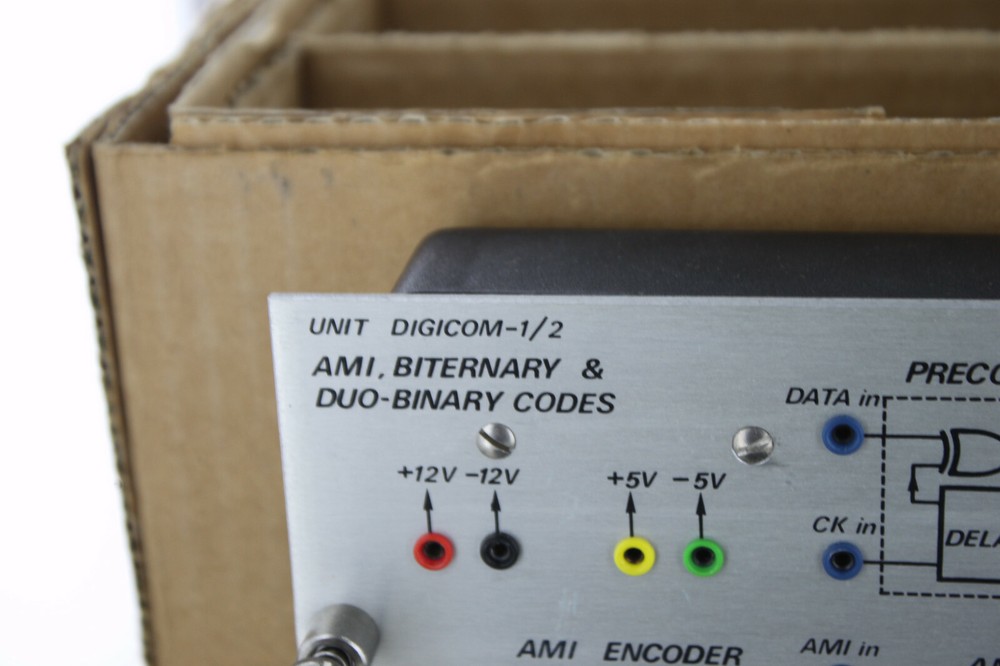 UNIT DIGICOM-1/2
AMI, BITERNARY &
DUO-BINARY CODES
+12V -12V
+5V -5V
DATA in
CK in
AMI ENCODER
AMI in